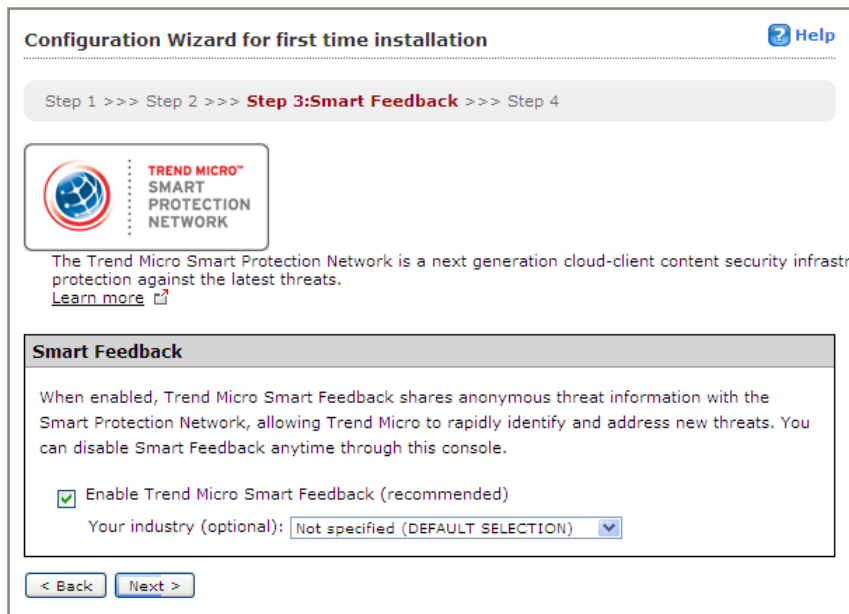 Configuration Wizard for first time installation
? Help
Step 1 >>> Step 2 >>> Step 3:Smart Feedback >>> Step 4
TREND MICRO™
SMART
PROTECTION
NETWORK
The Trend Micro Smart Protection Network is a next generation cloud-client content security infrastr
protection against the latest threats.
Learn more
Smart Feedback
When enabled, Trend Micro Smart Feedback shares anonymous threat information with the
Smart Protection Network, allowing Trend Micro to rapidly identify and address new threats. You
can disable Smart Feedback anytime through this console.
Enable Trend Micro Smart Feedback (recommended)
Your industry (optional): Not specified (DEFAULT SELECTION)
< Back Next >